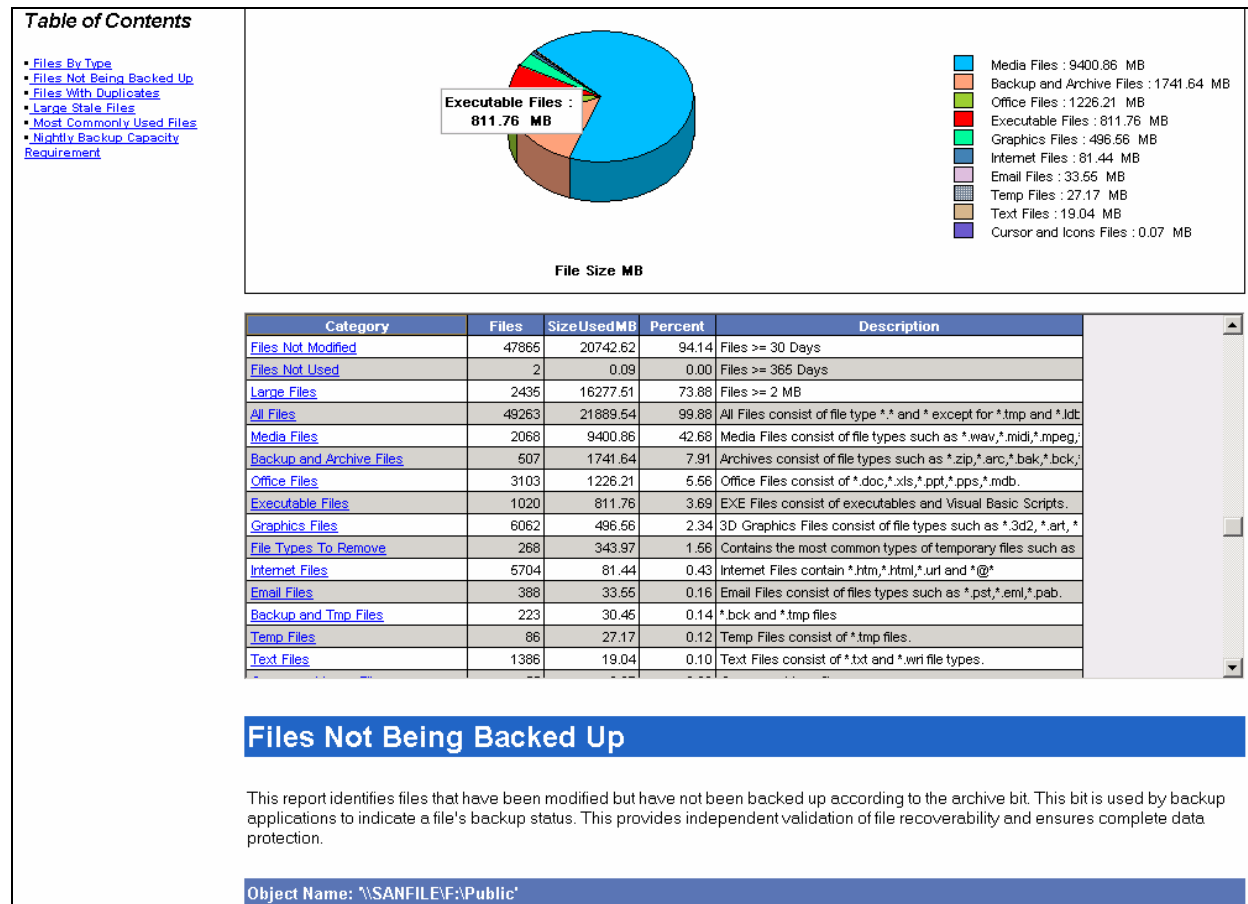 Table of Contents
Files By Type
Files Not Being Backed Up
Files With Duplicates
Large Stale Files
Most Commonly Used Files
Nightly Backup Capacity
Requirement
Executable Files :
811.76 MB
File Size MB
Media Files : 9400.86 MB
Backup and Archive Files : 1741.64 MB
Office Files : 1226.21 MB
Executable Files : 811.76 MB
Graphics Files : 496.56 MB
Internet Files : 81.44 MB
Email Files : 33.55 MB
Temp Files : 27.17 MB
Text Files : 19.04 MB
Cursor and Icons Files : 0.07 MB
Category Files SizeUsedMB Percent Description
Files Not Modified 47865 20742.62 94.14 Files >= 30 Days
Files Not Used 2 0.09 0.00 Files >= 365 Days
Large Files 2435 16277.51 73.88 Files >= 2 MB
All Files 49263 21889.54 99.88 All Files consist of file type *.* and * except for *.tmp and *.ldb
Media Files 2068 9400.86 42.68 Media Files consist of file types such as *.wav,*.midi,*.mpeg,
Backup and Archive Files 507 1741.64 7.91 Archives consist of file types such as *.zip,*.arc,*.bak,*.bck,
Office Files 3103 1226.21 5.56 Office Files consist of *.doc,*.xls,*.ppt,*.pps,*.mdb.
Executable Files 1020 811.76 3.69 EXE Files consist of executables and Visual Basic Scripts.
Graphics Files 6062 496.56 2.34 3D Graphics Files consist of file types such as *.3d2, *.art, *
File Types To Remove 268 343.97 1.56 Contains the most common types of temporary files such as
Internet Files 5704 81.44 0.43 Internet Files contain *.htm,*.html,*.url and *@*
Email Files 388 33.55 0.16 Email Files consist of files types such as *.pst,*.eml,*.pab.
Backup and Tmp Files 223 30.45 0.14 *.bck and *.tmp files
Temp Files 86 27.17 0.12 Temp Files consist of *.tmp files.
Text Files 1386 19.04 0.10 Text Files consist of *.txt and *.wri file types.
Files Not Being Backed Up
This report identifies files that have been modified but have not been backed up according to the archive bit. This bit is used by backup
applications to indicate a file's backup status. This provides independent validation of file recoverability and ensures complete data
protection.
Object Name: '\\SANFILE\F:\Public'